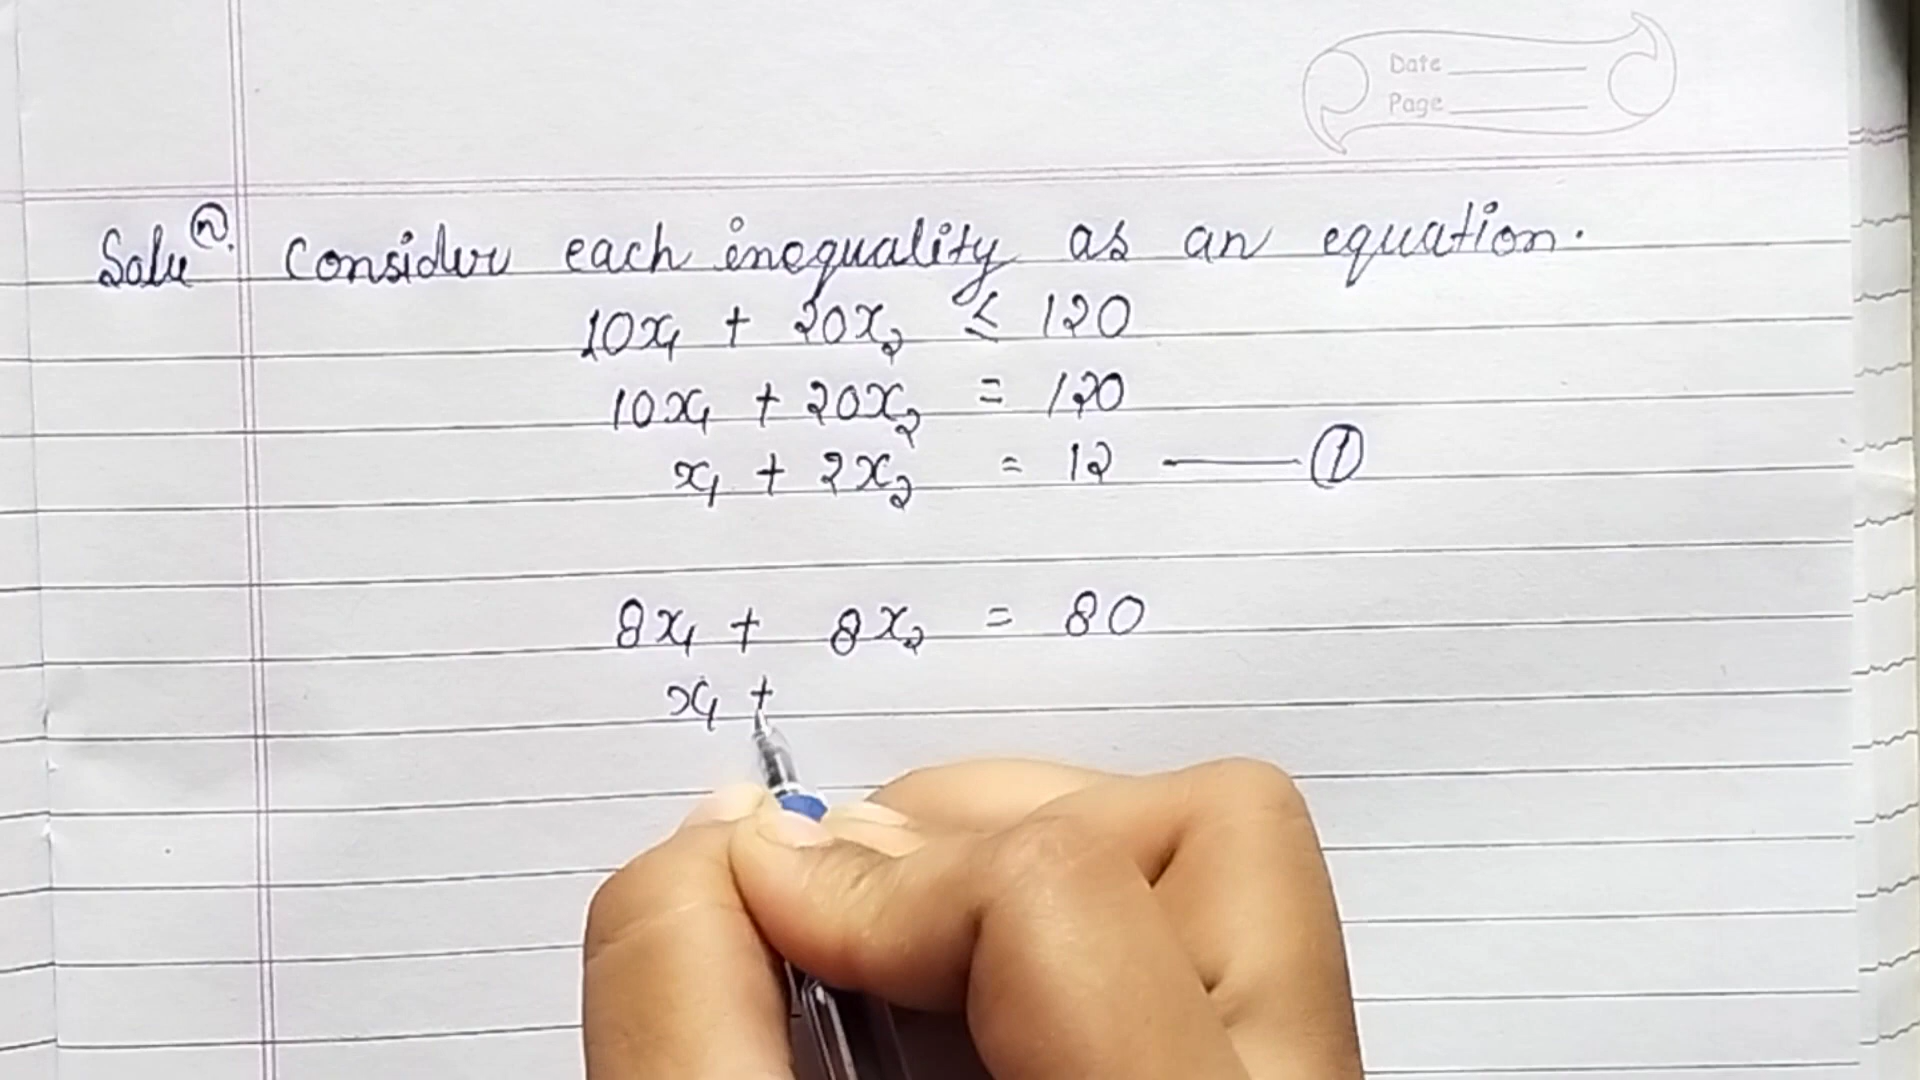 Date
Page
Solu ⓝ. Consider each inequality as an equation.
10x₁ + 20x₂ ≤ 120
10x₁ + 20x₂ = 120
x₁ + 2x₂ = 12 —— ①
8x₁ + 8x₂ = 80
x₁ +